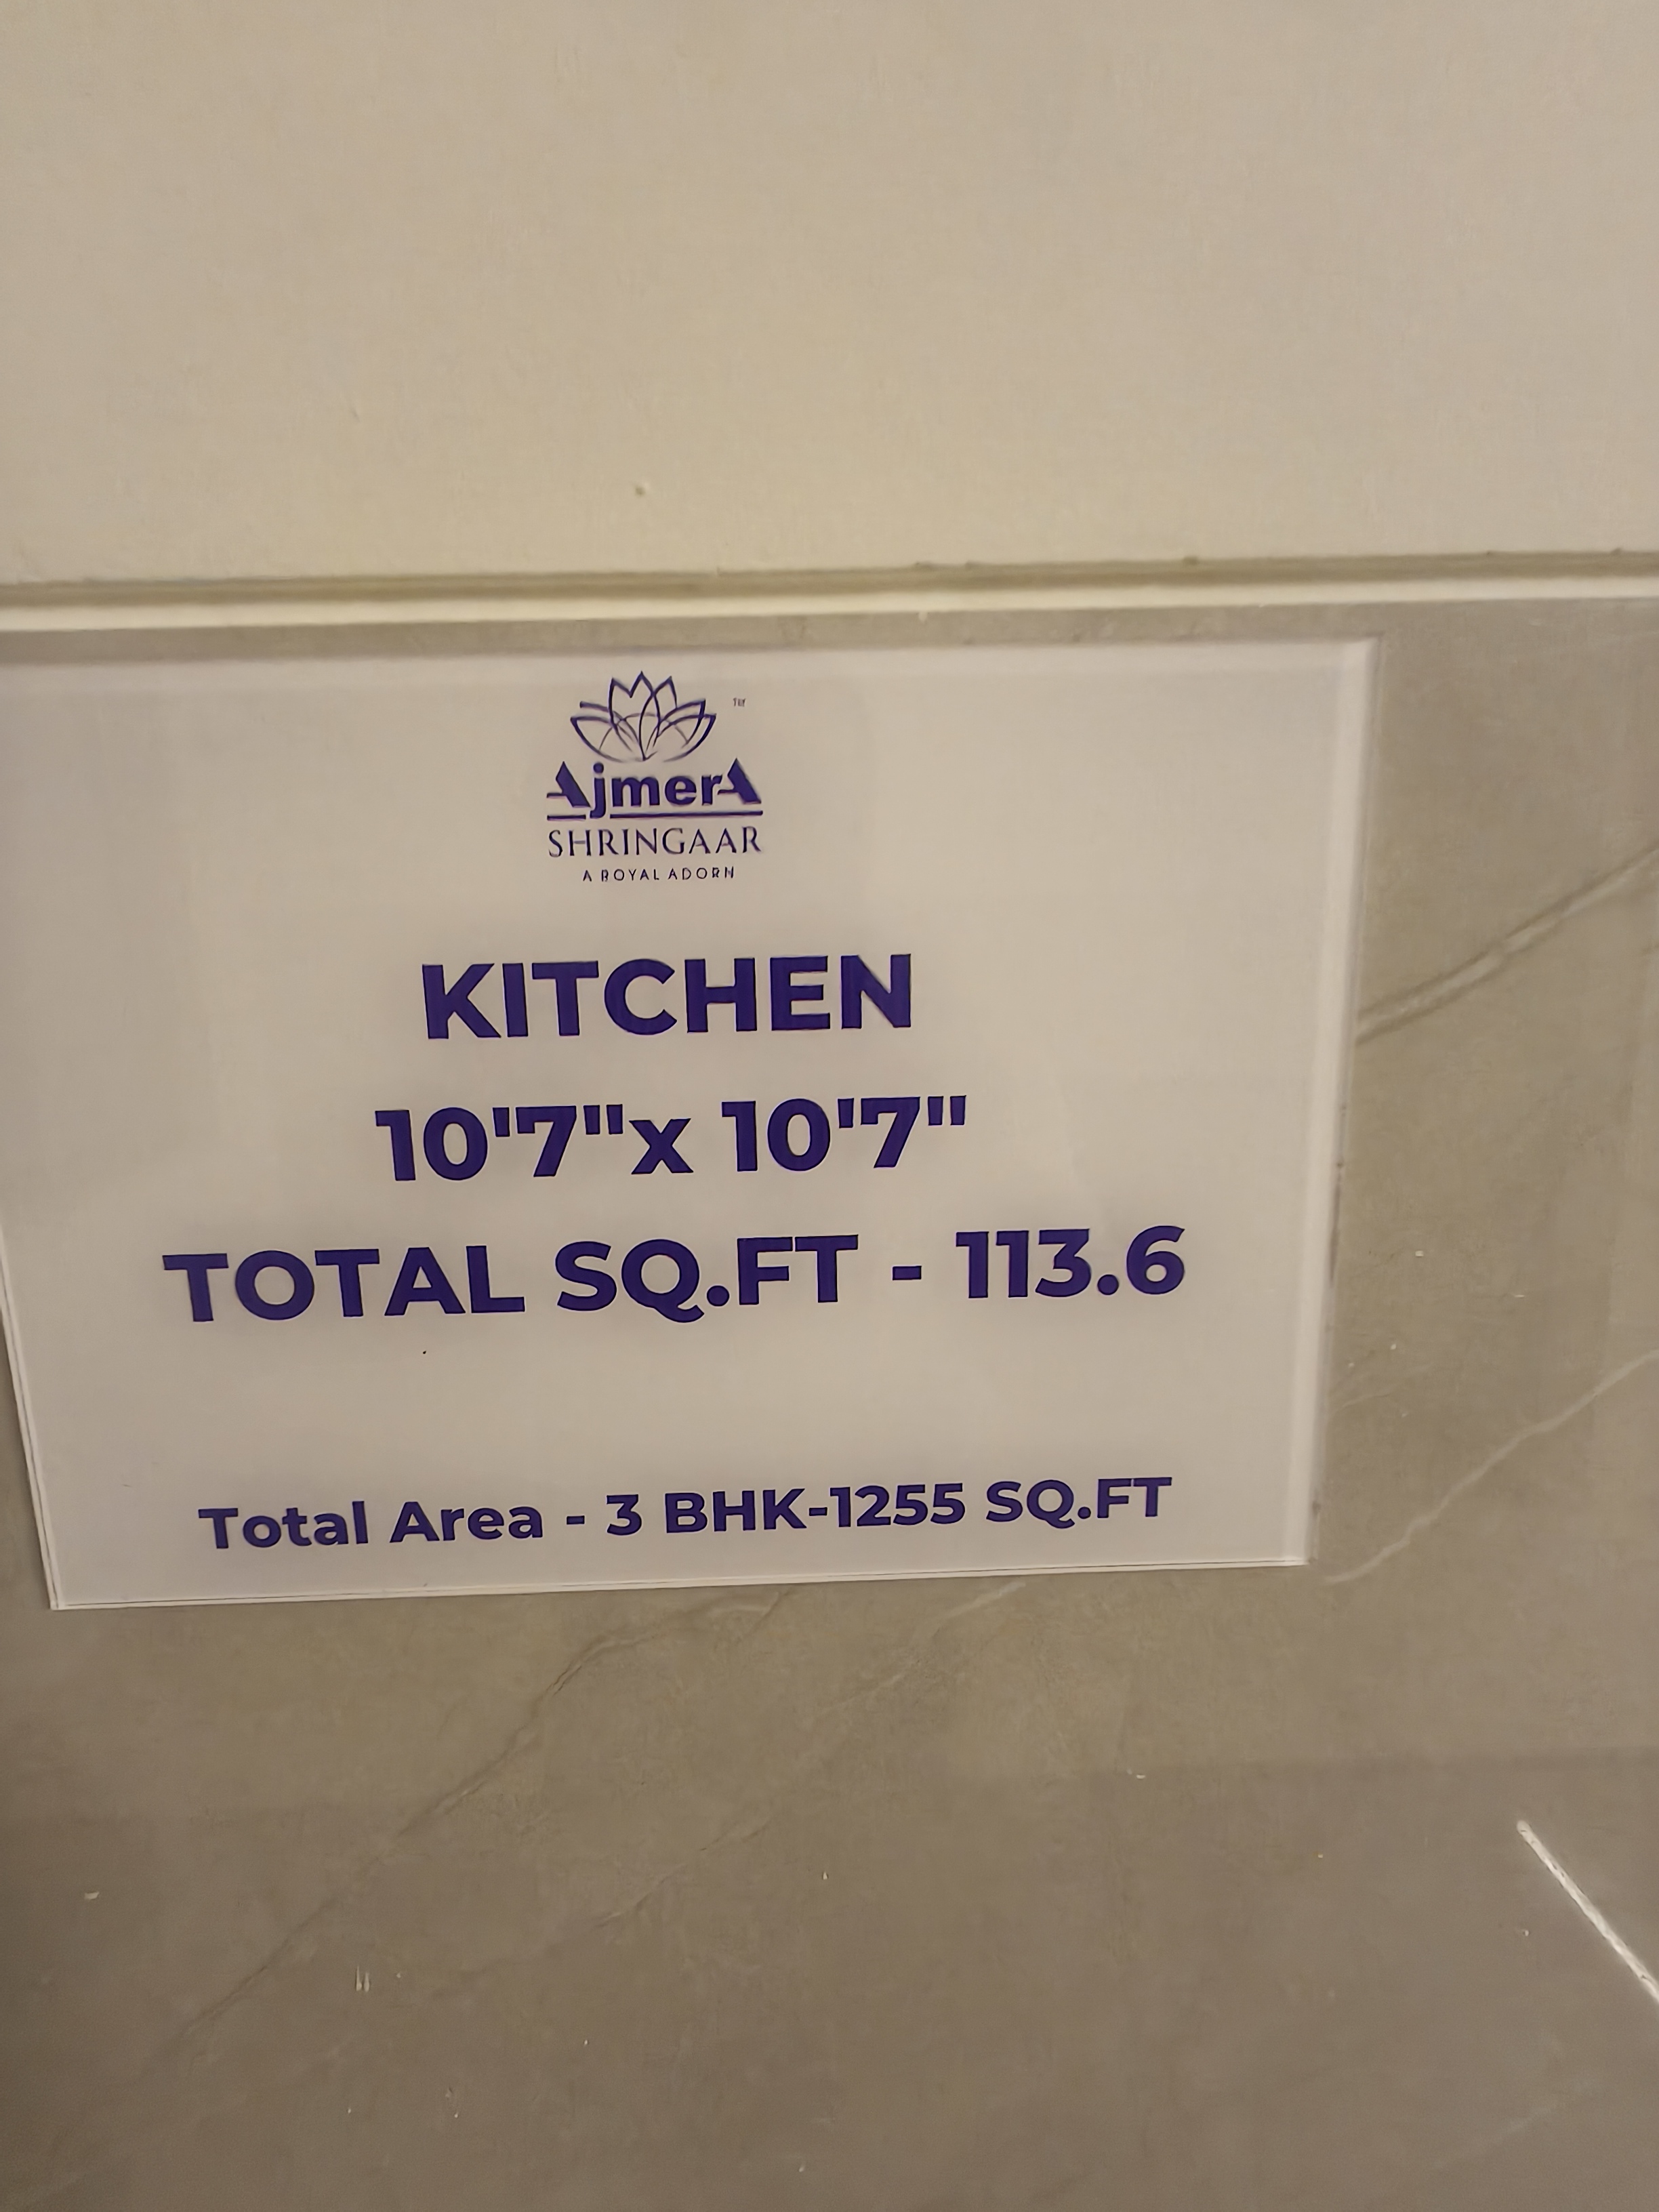 TM
AjmerA
SHRINGAAR
A ROYAL ADORN
KITCHEN
10'7"x 10'7"
TOTAL SQ.FT - 113.6
Total Area - 3 BHK-1255 SQ.FT